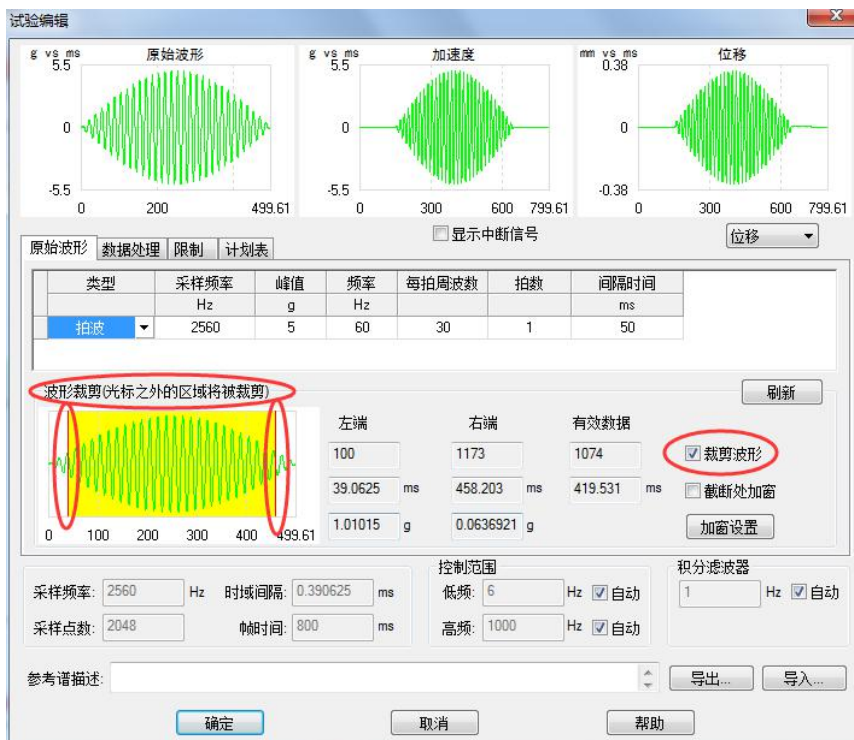 试验编辑
g vs ms 原始波形
5.5
0
-5.5
0 200 499.61
g vs ms 加速度
5.5
0
-5.5
0 300 600 799.61
mm vs ms 位移
0.38
0
-0.38
0 300 600 799.61
显示中断信号 位移
原始波形 数据处理 限制 计划表
类型 采样频率 峰值 频率 每拍周波数 拍数 间隔时间
Hz g Hz ms
拍波 2560 5 60 30 1 50
波形裁剪(光标之外的区域将被裁剪) 刷新
左端 右端 有效数据
100 1173 1074 裁剪波形
39.0625 ms 458.203 ms 419.531 ms 截断处加窗
1.01015 g 0.0636921 g 加窗设置
0 100 200 300 400 499.61
控制范围 积分滤波器
采样频率: 2560 Hz 时域间隔: 0.390625 ms 低频: 6 Hz 自动 1 Hz 自动
采样点数: 2048 帧时间: 800 ms 高频: 1000 Hz 自动
参考谱描述: 导出... 导入...
确定 取消 帮助